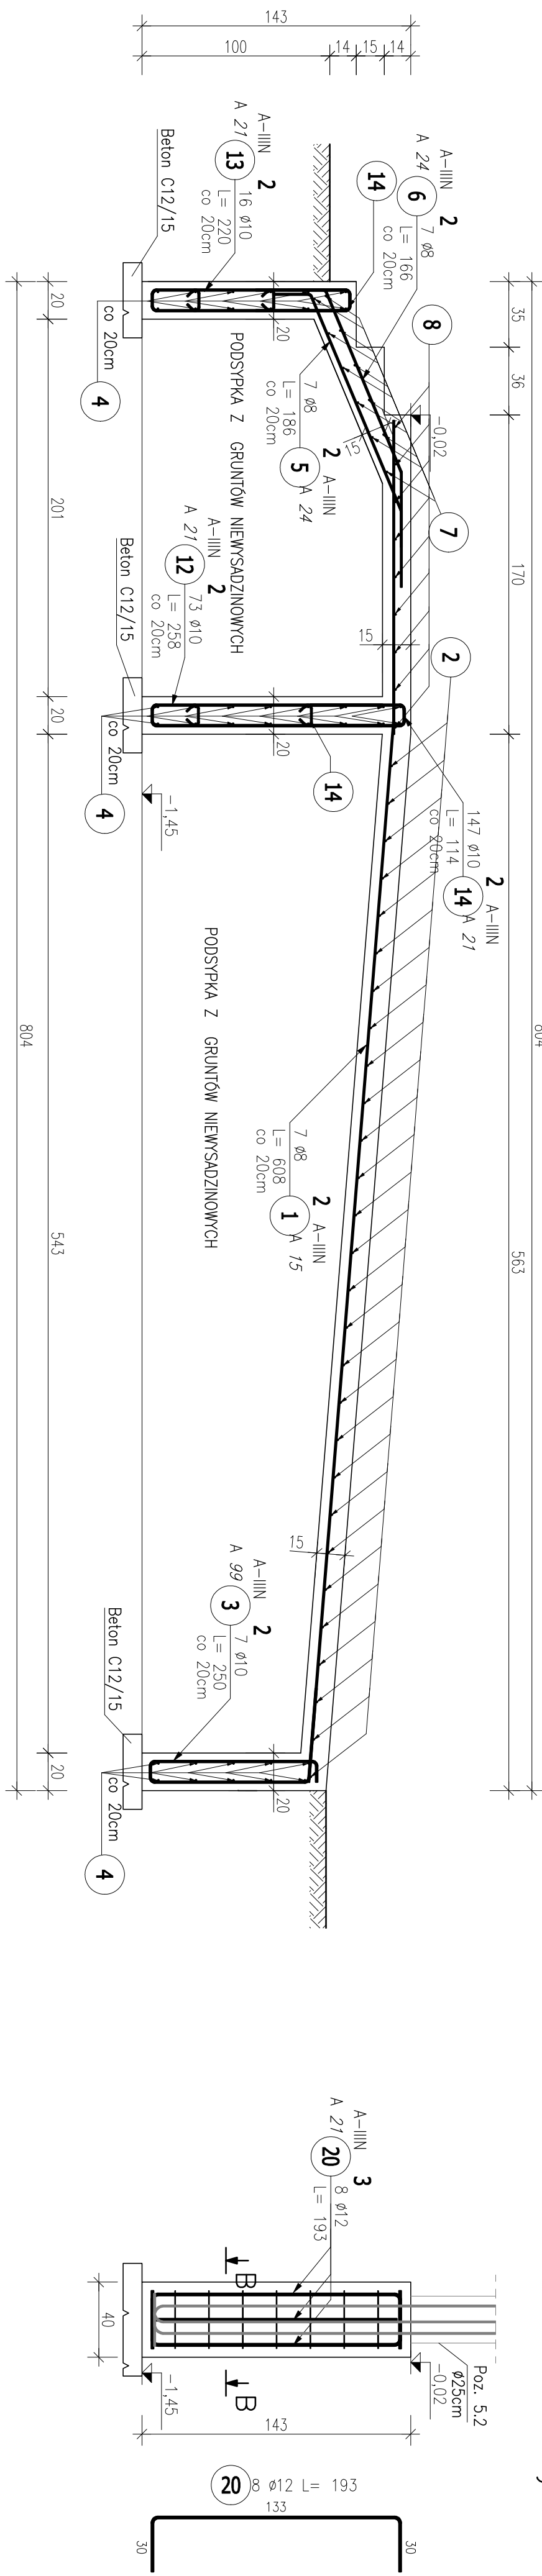 143
100
14
15
14
A-IIIN
A 21
13
2
16 ø10
L= 220
co 20cm
A-IIIN
A 24
6
2
7 ø8
L= 166
co 20cm
14
8
Beton C12/15
20
35
36
-0,02
170
804
4
co 20cm
20
7 ø8
L= 186
co 20cm
5
2
A-IIIN
A 24
15
7
2
PODSYPKA Z GRUNTÓW NIEWYSADZINOWYCH
201
A-IIIN
A 21
12
2
73 ø10
L= 258
co 20cm
Beton C12/15
15
20
4
co 20cm
20
14
147 ø10
L= 114
co 20cm
14
2
A-IIIN
A 21
-1,45
PODSYPKA Z GRUNTÓW NIEWYSADZINOWYCH
7 ø8
L= 608
co 20cm
1
2
A-IIIN
A 15
804
543
563
15
A-IIIN
A 99
3
2
7 ø10
L= 250
co 20cm
Beton C12/15
20
4
co 20cm
20
A-IIIN
A 21
20
3
8 ø12
L= 193
B
B
40
-1,45
Poz. 5.2
ø25cm
-0,02
143
20
8 ø12 L= 193
133
30
30